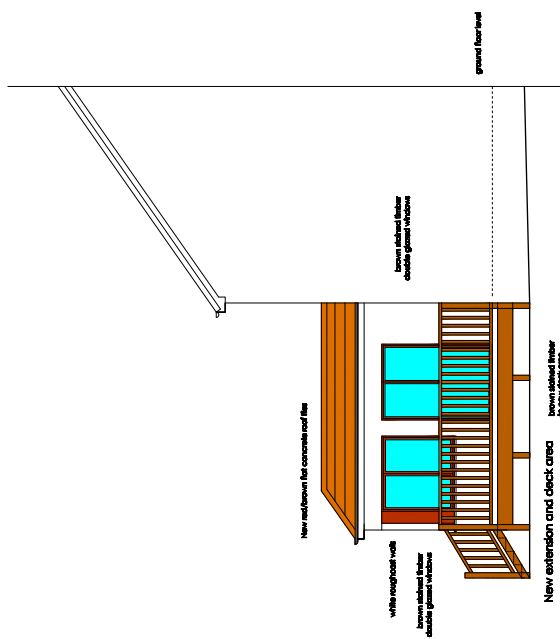 New red/brown flat concrete roof tiles
white roughcast walls
brown stained timber
double glazed windows
brown stained timber
double glazed windows
ground floor level
brown stained timber
New extension and deck area